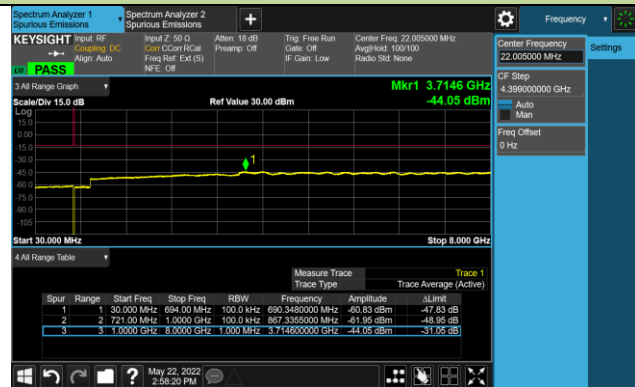 Spectrum Analyzer 1
Spurious Emissions
Spectrum Analyzer 2
Spurious Emissions
+
Frequency
KEYSIGHT
Input: RF
Coupling: DC
Align: Auto
Input Z: 50 Ω
Corr CCorr RCal
Freq Ref: Ext (S)
NFE: Off
Atten: 18 dB
Preamp: Off
Trig: Free Run
Gate: Off
IF Gain: Low
Center Freq: 22.005000 MHz
Avg|Hold: 100/100
Radio Std: None
PASS
Center Frequency
22.005000 MHz
Settings
CF Step
4.399000000 GHz
Auto
Man
Freq Offset
0 Hz
3 All Range Graph
Mkr1 3.7146 GHz
Scale/Div 15.0 dB
Ref Value 30.00 dBm
-44.05 dBm
Log
15.0
0.00
-15.0
-30.0
-45.0
-60.0
-75.0
-90.0
-105
1
Start 30.000 MHz
Stop 8.000 GHz
4 All Range Table
Measure Trace Trace 1
Trace Type Trace Average (Active)
Spur Range Start Freq Stop Freq RBW Frequency Amplitude ΔLimit
1 1 30.000 MHz 694.00 MHz 100.0 kHz 690.3480000 MHz -60.83 dBm -47.83 dB
2 2 721.00 MHz 1.0000 GHz 100.0 kHz 867.3355000 MHz -61.95 dBm -48.95 dB
3 3 1.0000 GHz 8.0000 GHz 1.000 MHz 3.714600000 GHz -44.05 dBm -31.05 dB
?
May 22, 2022
2:58:20 PM